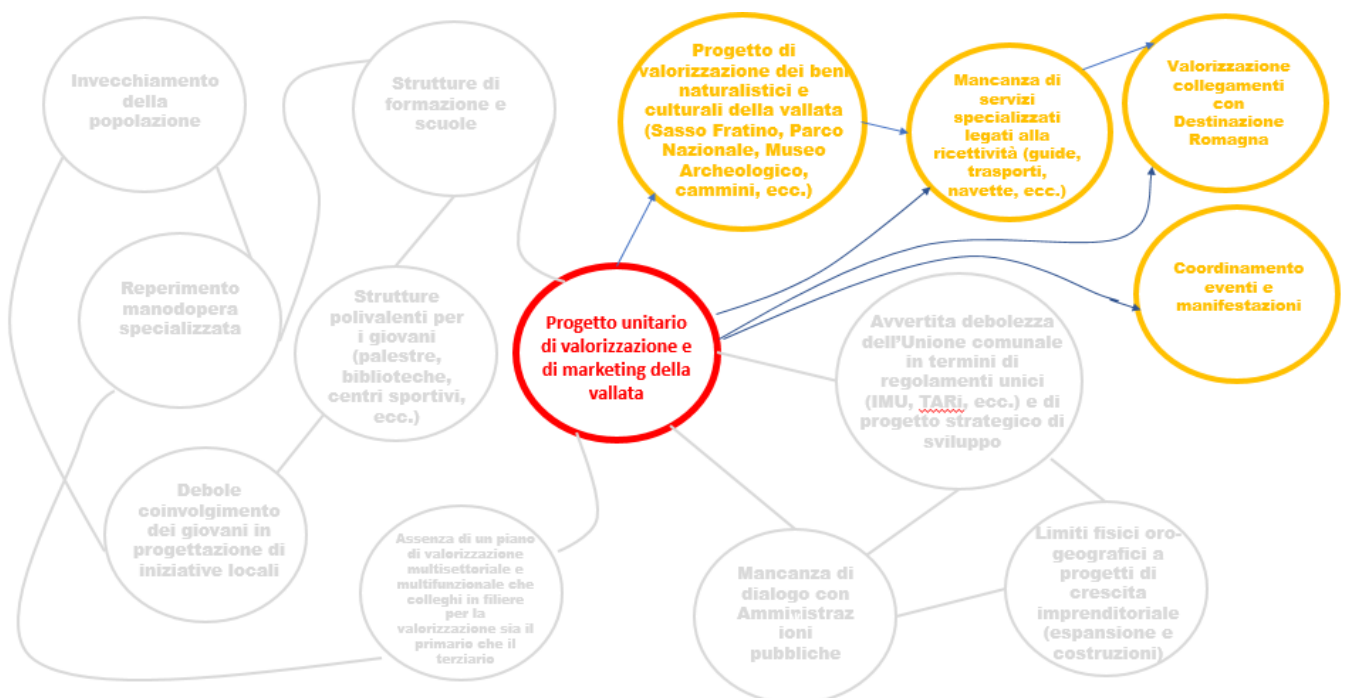 Invecchiamento
della
popolazione
Strutture di
formazione e
scuole
Progetto di
valorizzazione dei beni
naturalistici e
culturali della vallata
(Sasso Fratino, Parco
Nazionale, Museo
Archeologico,
cammini, ecc.)
Mancanza di
servizi
specializzati
legati alla
ricettività (guide,
trasporti,
navette, ecc.)
Valorizzazione
collegamenti
con
Destinazione
Romagna
Reperimento
manodopera
specializzata
Strutture
polivalenti per
i giovani
(palestre,
biblioteche,
centri sportivi,
ecc.)
Progetto unitario
di valorizzazione e
di marketing della
vallata
Avvertita debolezza
dell'Unione comunale
in termini di
regolamenti unici
(IMU, TARi, ecc.) e di
progetto strategico di
sviluppo
Coordinamento
eventi e
manifestazioni
Debole
coinvolgimento
dei giovani in
progettazione di
iniziative locali
Assenza di un piano
di valorizzazione
multisettoriale e
multifunzionale che
colleghi in filiere
per la
valorizzazione sia il
primario che il
terziario
Mancanza di
dialogo con
Amministraz
ioni
pubbliche
Limiti fisici oro-
geografici a
progetti di
crescita
imprenditoriale
(espansione e
costruzioni)